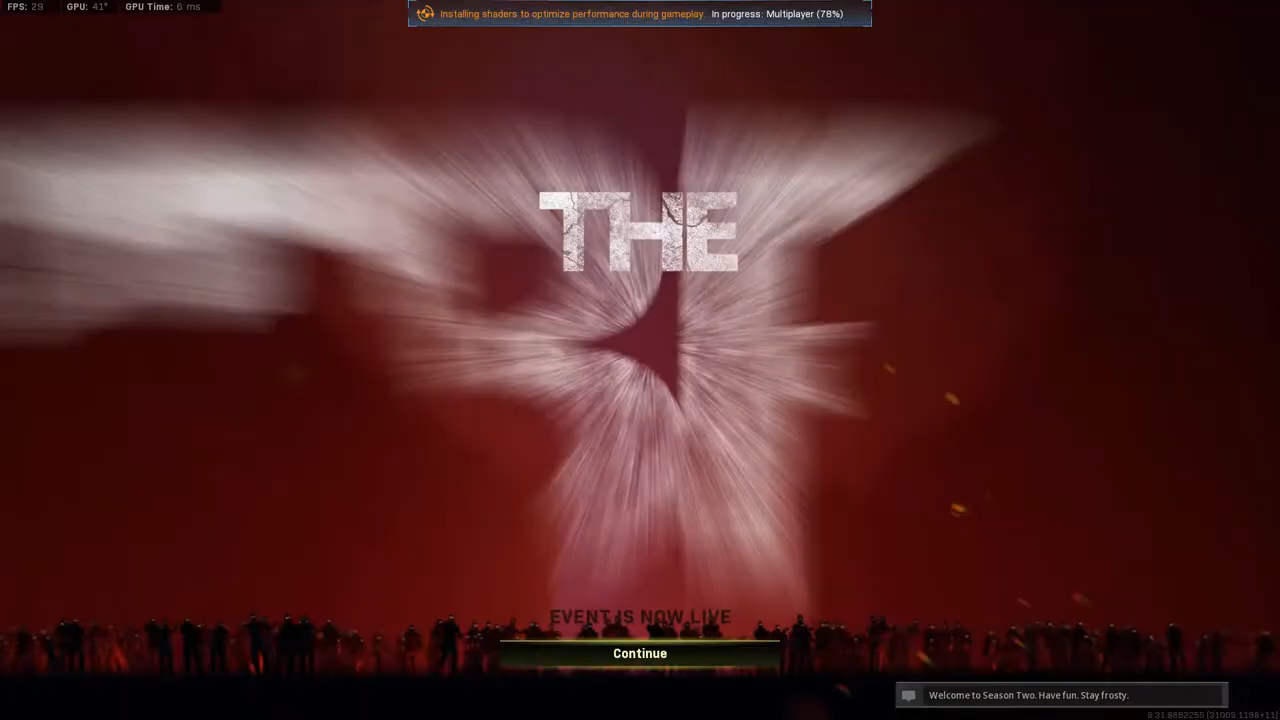 FPS: 29 GPU: 41° GPU Time: 6 ms
Installing shaders to optimize performance during gameplay. In progress: Multiplayer (78%)
THE
EVENT IS NOW LIVE
Continue
Welcome to Season Two. Have fun. Stay frosty.